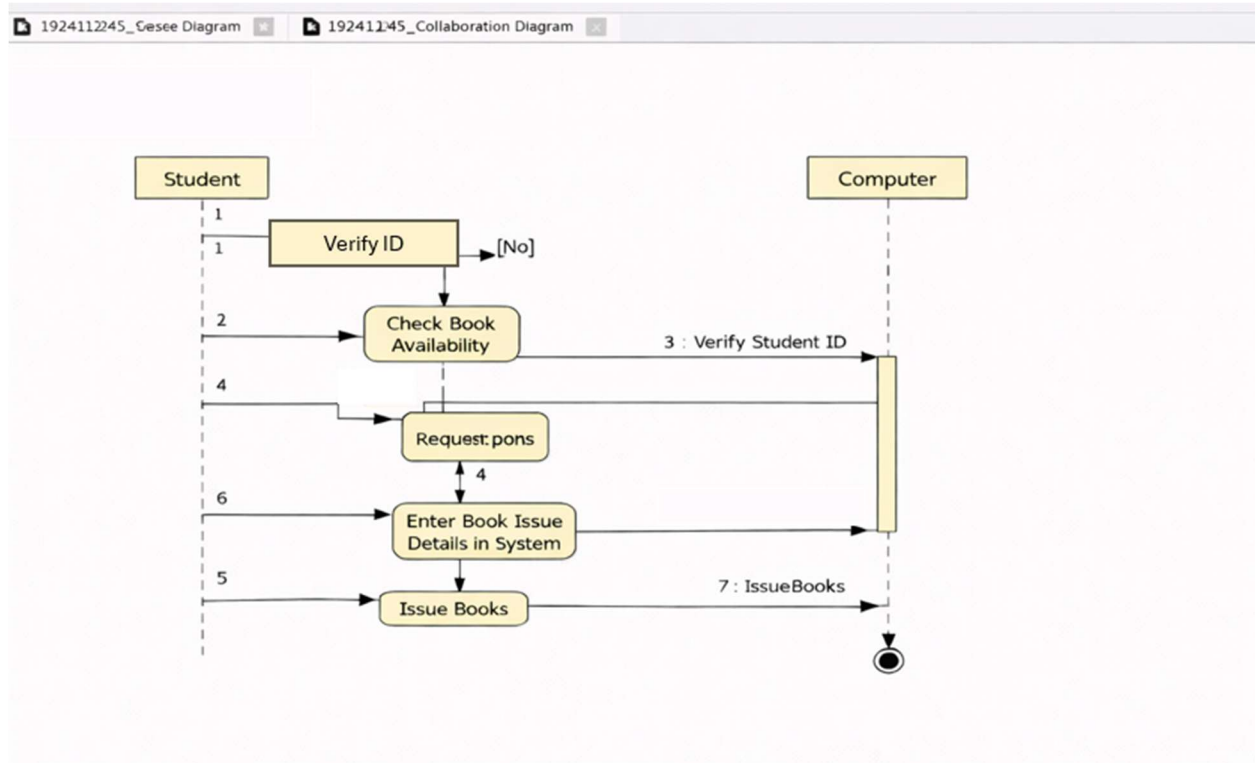 1924112245_Sesee Diagram
192411245_Collaboration Diagram
Student
Computer
1
1
Verify ID
[No]
2
Check Book
Availability
3 : Verify Student ID
4
Request pons
4
6
Enter Book Issue
Details in System
5
7 : IssueBooks
Issue Books